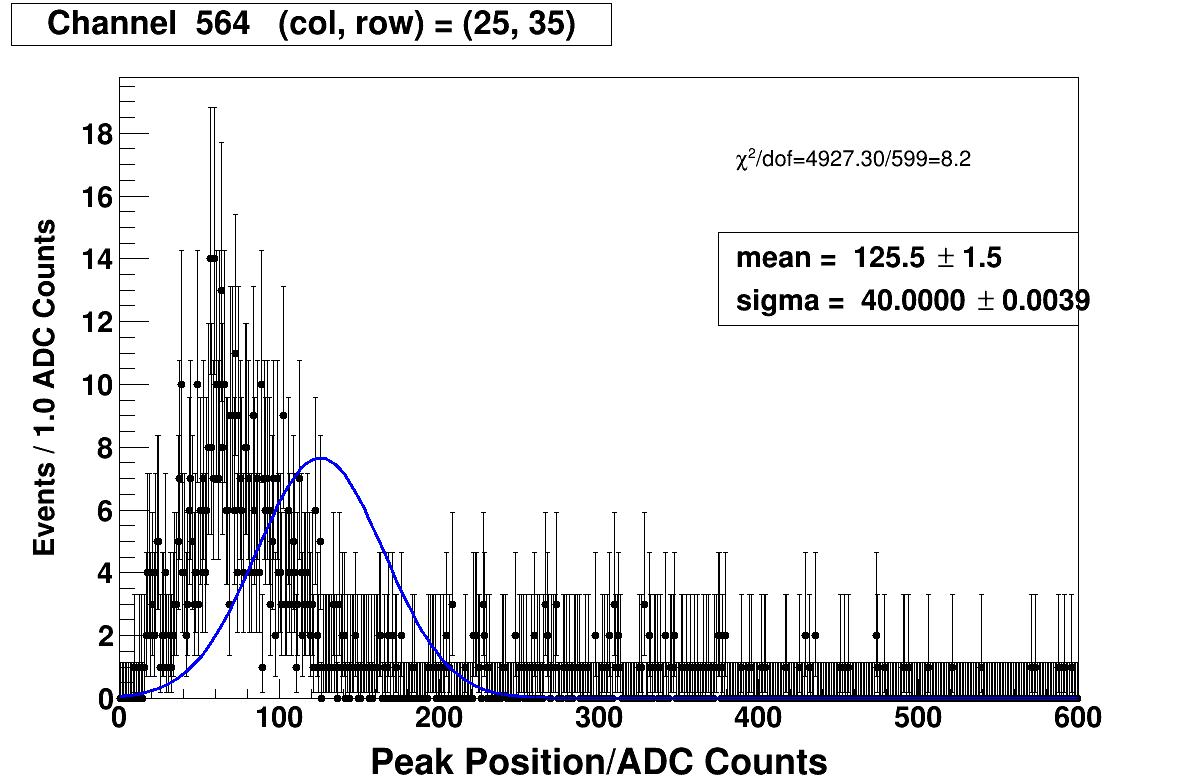 Channel 564 (col, row) = (25, 35)
χ²/dof=4927.30/599=8.2
mean = 125.5 ± 1.5
sigma = 40.0000 ± 0.0039
Events / 1.0 ADC Counts
18
16
14
12
10
8
6
4
2
0
0 100 200 300 400 500 600
Peak Position/ADC Counts